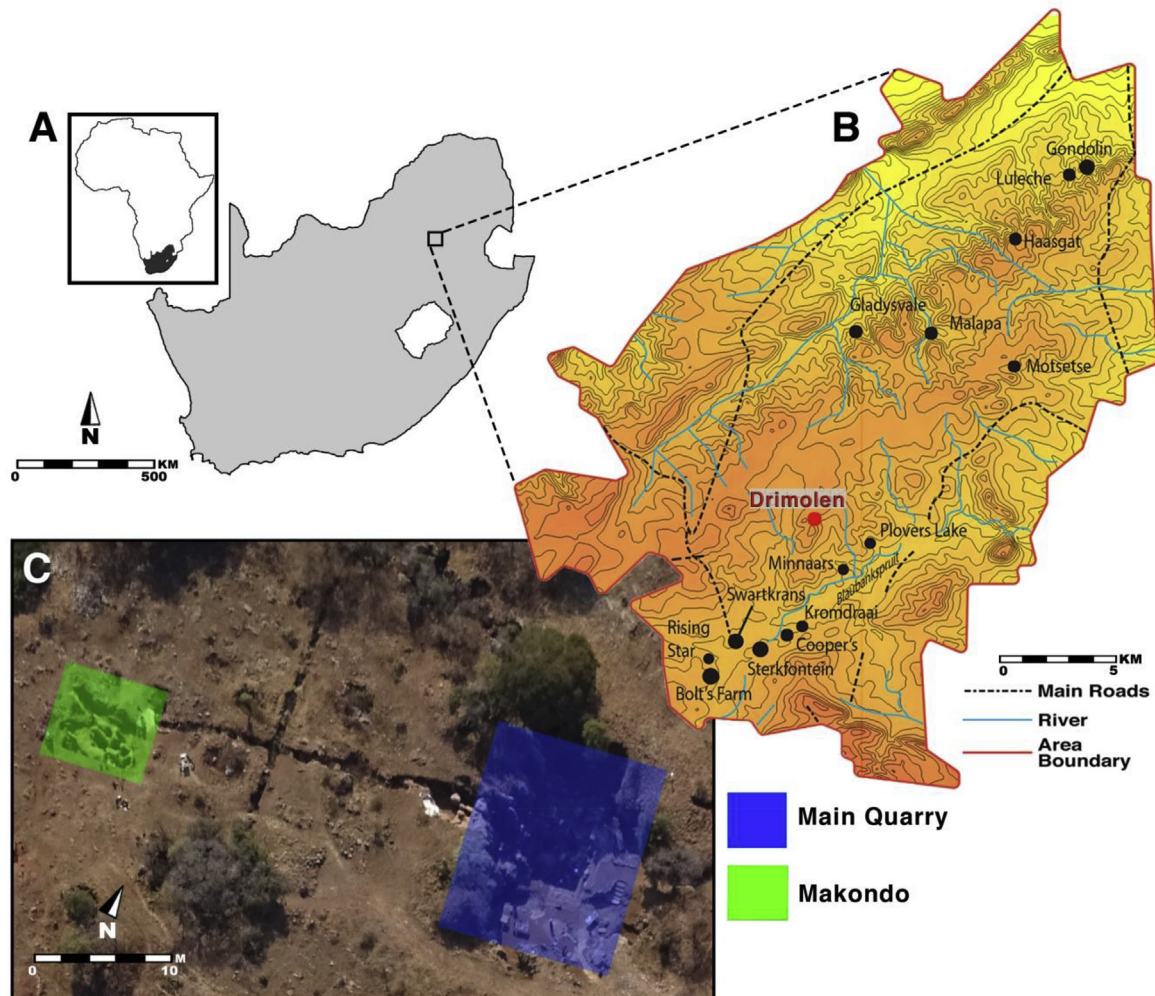 A
N
0
500
KM
B
Gondolin
Luleche
Haasgat
Gladysvale
Malapa
Motsetse
Drimolen
Plovers Lake
Minnaars
Blaubankspruit
Swartkrans
Kromdraai
Rising
Star
Cooper's
Sterkfontein
Bolt's Farm
0
5
KM
Main Roads
River
Area
Boundary
C
N
0
10
M
Main Quarry
Makondo